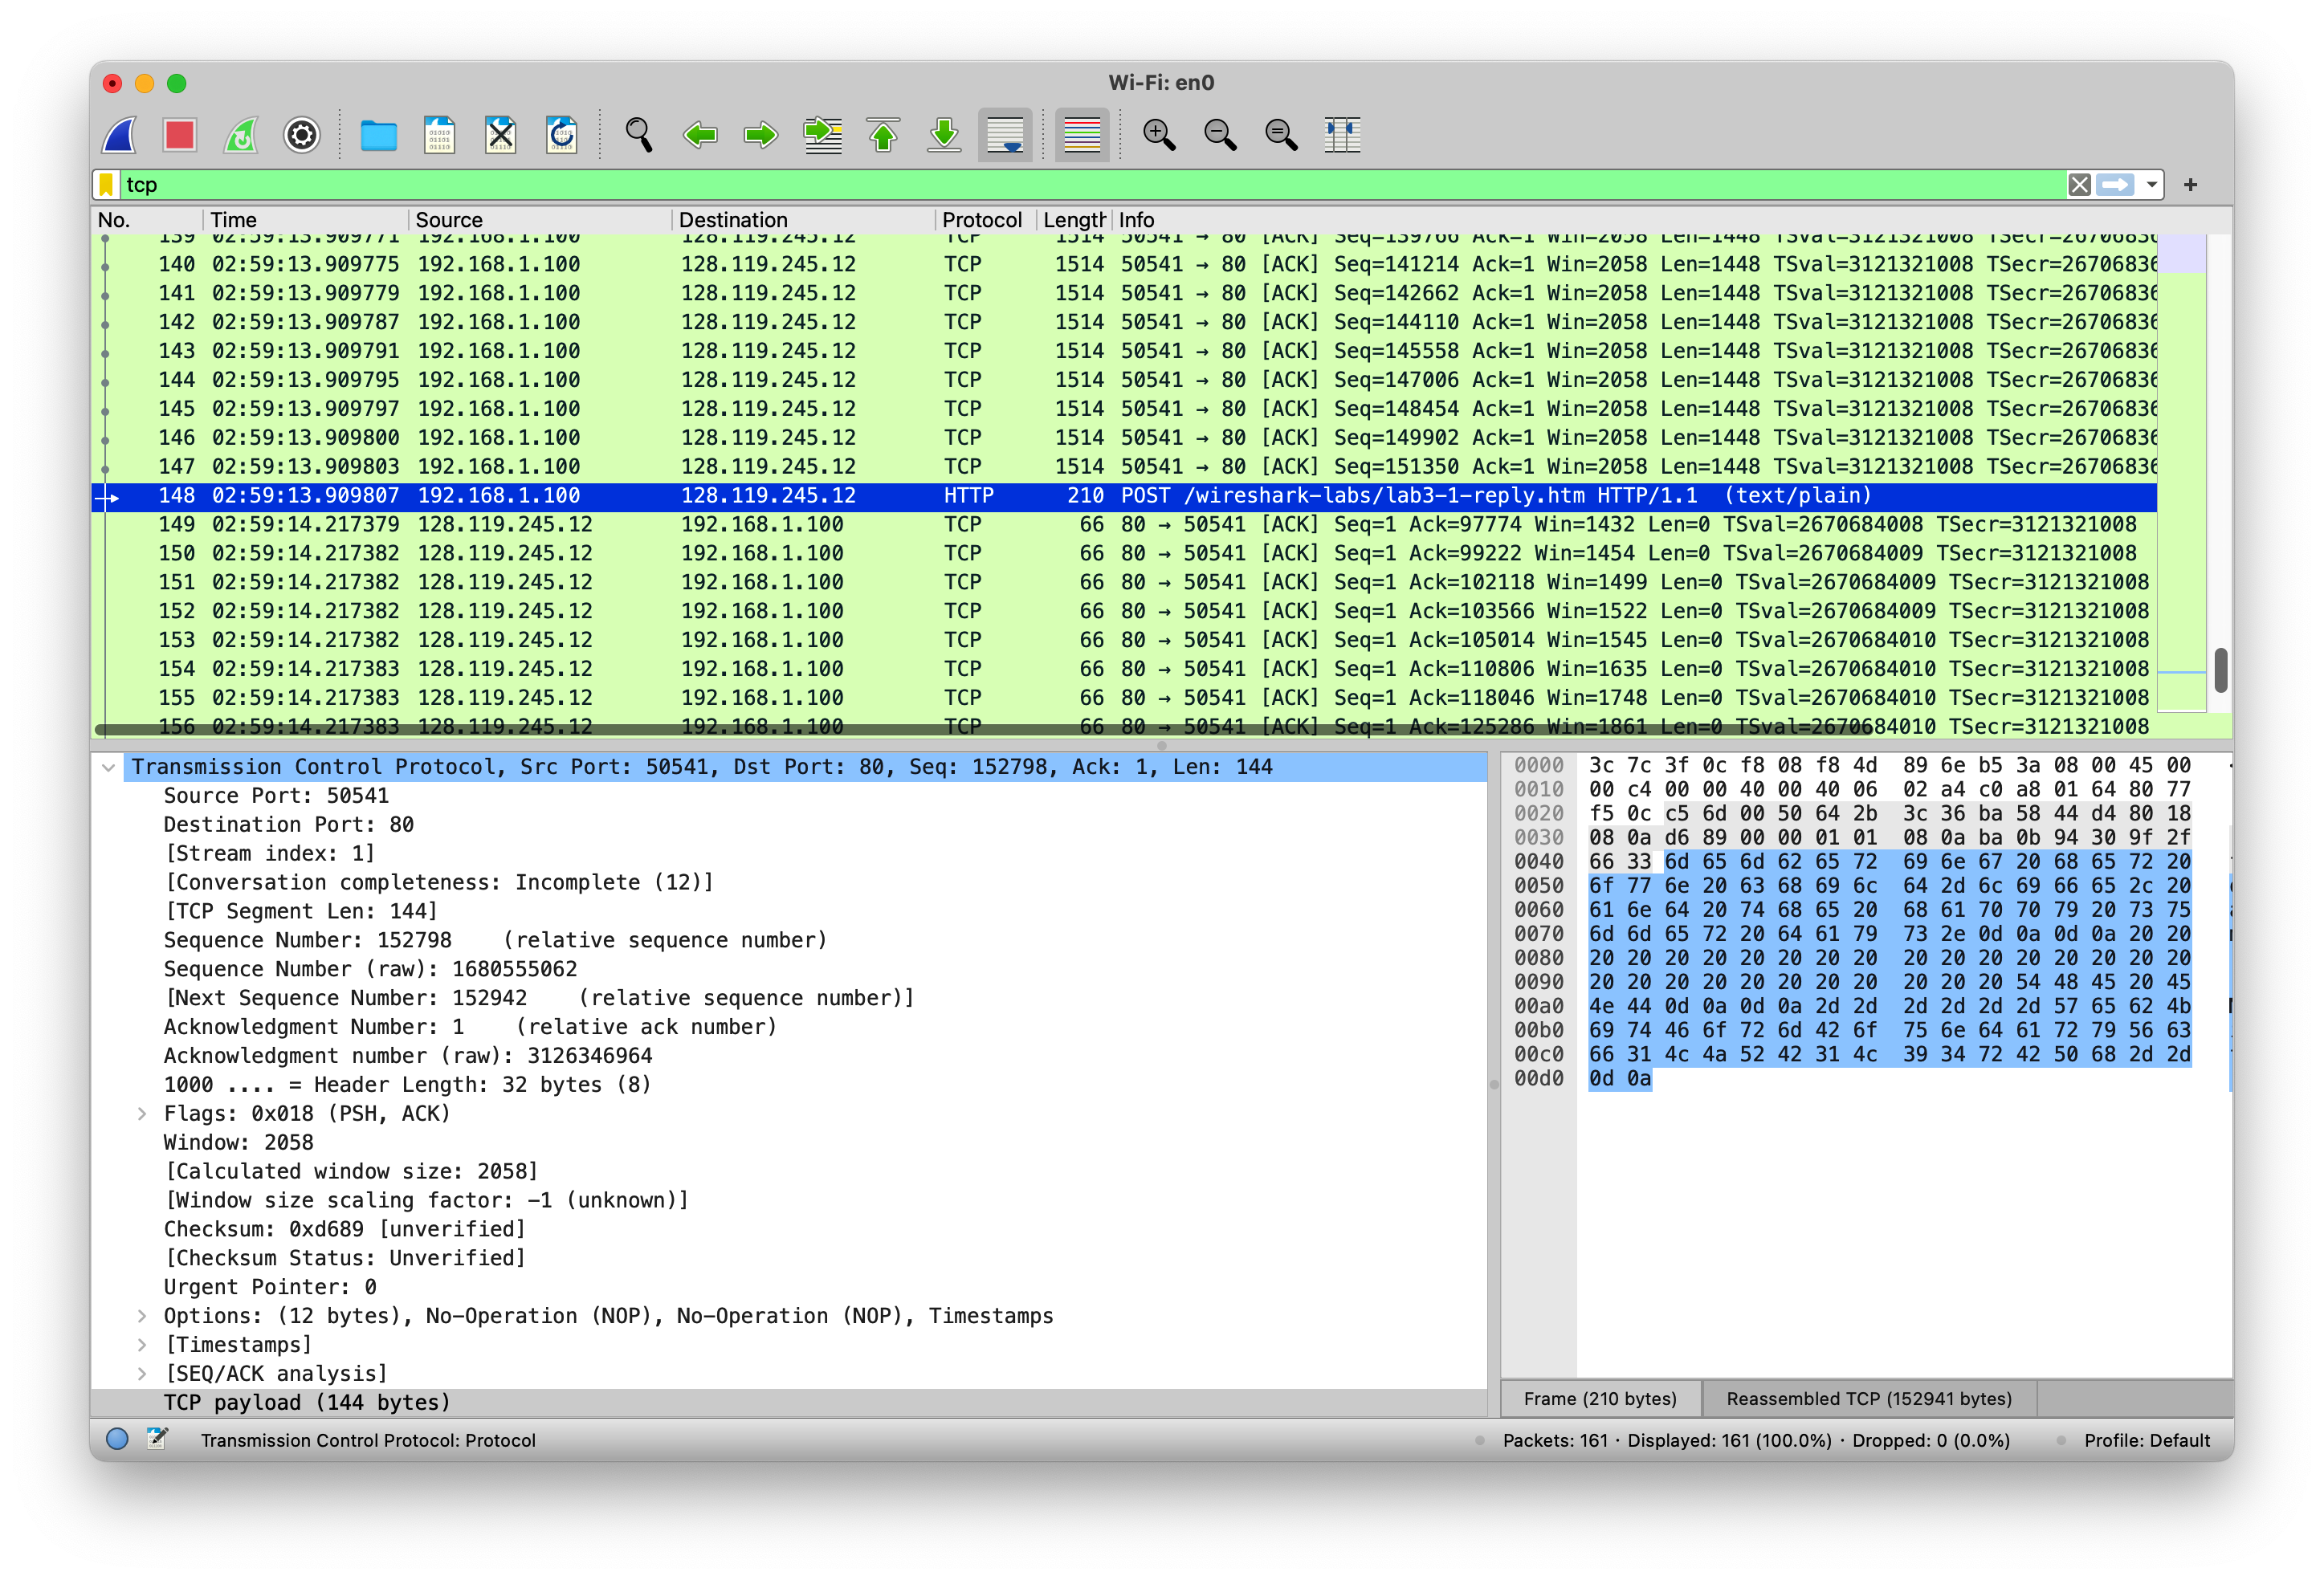 Wi-Fi: en0
tcp
No. Time Source Destination Protocol Length Info
139 02:59:13.909771 192.168.1.100 128.119.245.12 TCP 1514 50541 → 80 [ACK] Seq=139766 Ack=1 Win=2058 Len=1448 TSval=3121321008 TSecr=26706836
140 02:59:13.909775 192.168.1.100 128.119.245.12 TCP 1514 50541 → 80 [ACK] Seq=141214 Ack=1 Win=2058 Len=1448 TSval=3121321008 TSecr=26706836
141 02:59:13.909779 192.168.1.100 128.119.245.12 TCP 1514 50541 → 80 [ACK] Seq=142662 Ack=1 Win=2058 Len=1448 TSval=3121321008 TSecr=26706836
142 02:59:13.909787 192.168.1.100 128.119.245.12 TCP 1514 50541 → 80 [ACK] Seq=144110 Ack=1 Win=2058 Len=1448 TSval=3121321008 TSecr=26706836
143 02:59:13.909791 192.168.1.100 128.119.245.12 TCP 1514 50541 → 80 [ACK] Seq=145558 Ack=1 Win=2058 Len=1448 TSval=3121321008 TSecr=26706836
144 02:59:13.909795 192.168.1.100 128.119.245.12 TCP 1514 50541 → 80 [ACK] Seq=147006 Ack=1 Win=2058 Len=1448 TSval=3121321008 TSecr=26706836
145 02:59:13.909797 192.168.1.100 128.119.245.12 TCP 1514 50541 → 80 [ACK] Seq=148454 Ack=1 Win=2058 Len=1448 TSval=3121321008 TSecr=26706836
146 02:59:13.909800 192.168.1.100 128.119.245.12 TCP 1514 50541 → 80 [ACK] Seq=149902 Ack=1 Win=2058 Len=1448 TSval=3121321008 TSecr=26706836
147 02:59:13.909803 192.168.1.100 128.119.245.12 TCP 1514 50541 → 80 [ACK] Seq=151350 Ack=1 Win=2058 Len=1448 TSval=3121321008 TSecr=26706836
148 02:59:13.909807 192.168.1.100 128.119.245.12 HTTP 210 POST /wireshark-labs/lab3-1-reply.htm HTTP/1.1 (text/plain)
149 02:59:14.217379 128.119.245.12 192.168.1.100 TCP 66 80 → 50541 [ACK] Seq=1 Ack=97774 Win=1432 Len=0 TSval=2670684008 TSecr=3121321008
150 02:59:14.217382 128.119.245.12 192.168.1.100 TCP 66 80 → 50541 [ACK] Seq=1 Ack=99222 Win=1454 Len=0 TSval=2670684009 TSecr=3121321008
151 02:59:14.217382 128.119.245.12 192.168.1.100 TCP 66 80 → 50541 [ACK] Seq=1 Ack=102118 Win=1499 Len=0 TSval=2670684009 TSecr=3121321008
152 02:59:14.217382 128.119.245.12 192.168.1.100 TCP 66 80 → 50541 [ACK] Seq=1 Ack=103566 Win=1522 Len=0 TSval=2670684009 TSecr=3121321008
153 02:59:14.217382 128.119.245.12 192.168.1.100 TCP 66 80 → 50541 [ACK] Seq=1 Ack=105014 Win=1545 Len=0 TSval=2670684010 TSecr=3121321008
154 02:59:14.217383 128.119.245.12 192.168.1.100 TCP 66 80 → 50541 [ACK] Seq=1 Ack=110806 Win=1635 Len=0 TSval=2670684010 TSecr=3121321008
155 02:59:14.217383 128.119.245.12 192.168.1.100 TCP 66 80 → 50541 [ACK] Seq=1 Ack=118046 Win=1748 Len=0 TSval=2670684010 TSecr=3121321008
156 02:59:14.217383 128.119.245.12 192.168.1.100 TCP 66 80 → 50541 [ACK] Seq=1 Ack=125286 Win=1861 Len=0 TSval=2670684010 TSecr=3121321008
Transmission Control Protocol, Src Port: 50541, Dst Port: 80, Seq: 152798, Ack: 1, Len: 144
Source Port: 50541
Destination Port: 80
[Stream index: 1]
[Conversation completeness: Incomplete (12)]
[TCP Segment Len: 144]
Sequence Number: 152798 (relative sequence number)
Sequence Number (raw): 1680555062
[Next Sequence Number: 152942 (relative sequence number)]
Acknowledgment Number: 1 (relative ack number)
Acknowledgment number (raw): 3126346964
1000 .... = Header Length: 32 bytes (8)
Flags: 0x018 (PSH, ACK)
Window: 2058
[Calculated window size: 2058]
[Window size scaling factor: -1 (unknown)]
Checksum: 0xd689 [unverified]
[Checksum Status: Unverified]
Urgent Pointer: 0
Options: (12 bytes), No-Operation (NOP), No-Operation (NOP), Timestamps
[Timestamps]
[SEQ/ACK analysis]
TCP payload (144 bytes)
0000 3c 7c 3f 0c f8 08 f8 4d 89 6e b5 3a 08 00 45 00
0010 00 c4 00 00 40 00 40 06 02 a4 c0 a8 01 64 80 77
0020 f5 0c c5 6d 00 50 64 2b 3c 36 ba 58 44 d4 80 18
0030 08 0a d6 89 00 00 01 01 08 0a ba 0b 94 30 9f 2f
0040 66 33 6d 65 6d 62 65 72 69 6e 67 20 68 65 72 20
0050 6f 77 6e 20 63 68 69 6c 64 2d 6c 69 66 65 2c 20
0060 61 6e 64 20 74 68 65 20 68 61 70 70 79 20 73 75
0070 6d 6d 65 72 20 64 61 79 73 2e 0d 0a 0d 0a 20 20
0080 20 20 20 20 20 20 20 20 20 20 20 20 20 20 20 20
0090 20 20 20 20 20 20 20 20 20 20 20 54 48 45 20 45
00a0 4e 44 0d 0a 0d 0a 2d 2d 2d 2d 2d 2d 57 65 62 4b
00b0 69 74 46 6f 72 6d 42 6f 75 6e 64 61 72 79 56 63
00c0 66 31 4c 4a 52 42 31 4c 39 34 72 42 50 68 2d 2d
00d0 0d 0a
Frame (210 bytes) Reassembled TCP (152941 bytes)
Transmission Control Protocol: Protocol Packets: 161 · Displayed: 161 (100.0%) · Dropped: 0 (0.0%) Profile: Default